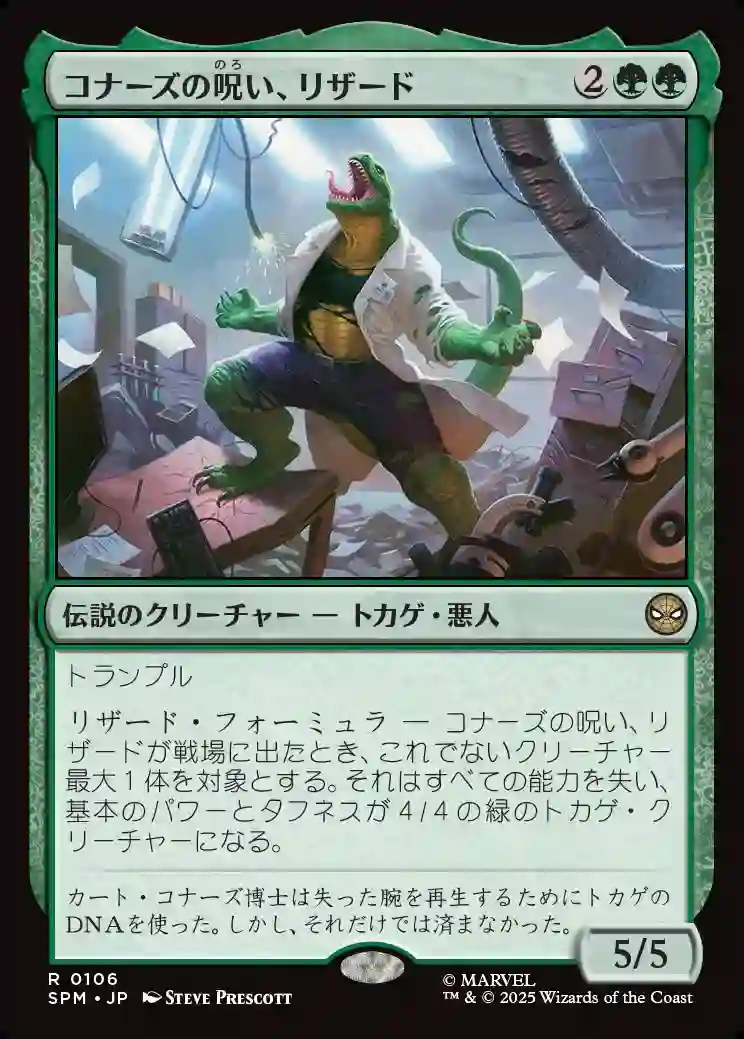 コナーズの呪い、リザード
のろ
2
伝説のクリーチャー — トカゲ・悪人
トランプル
リザード・フォーミュラ — コナーズの呪い、リ
ザードが戦場に出たとき、これでないクリーチャー
最大１体を対象とする。それはすべての能力を失い、
基本のパワーとタフネスが４/４の緑のトカゲ・ク
リーチャーになる。
カート・コナーズ博士は失った腕を再生するためにトカゲの
DNAを使った。しかし、それだけでは済まなかった。
5/5
R 0106
SPM • JP Steve Prescott
© MARVEL
™ & © 2025 Wizards of the Coast